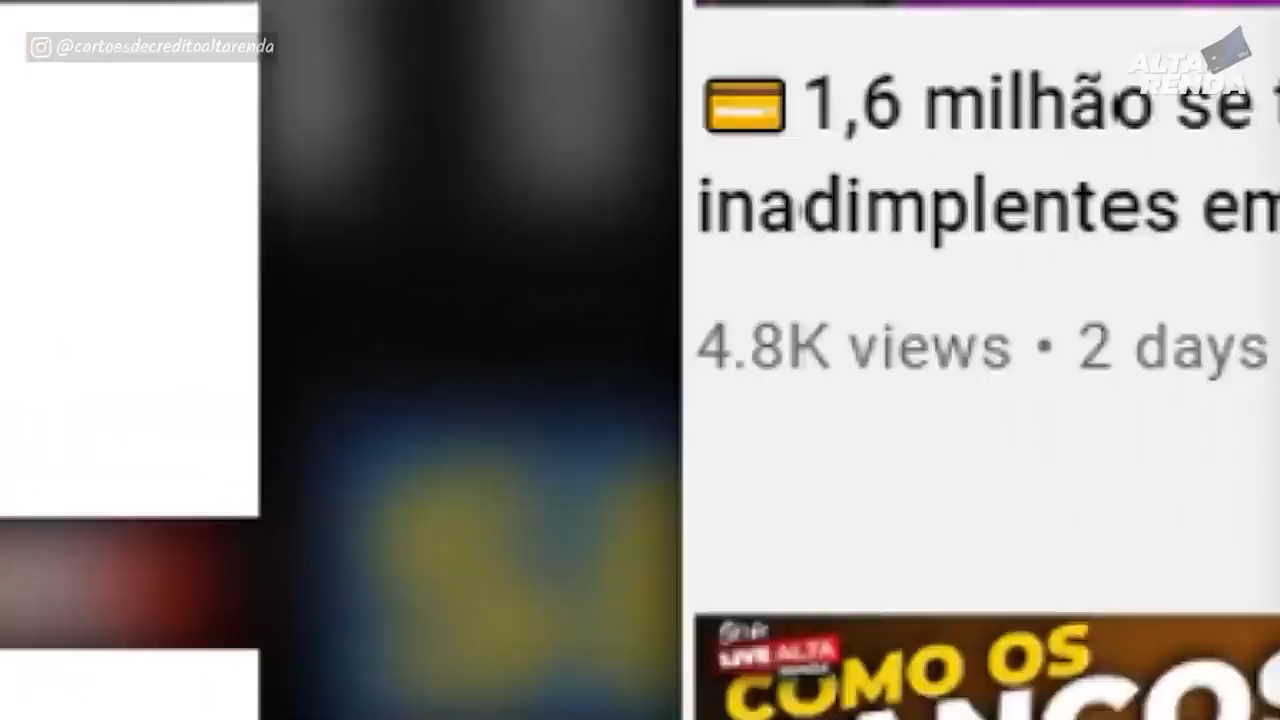 @cartoesdecreditoaltarenda
ALTA
RENDA
1,6 milhão se
inadimplentes em
4.8K views • 2 days
LIVE ALTA
COMO OS